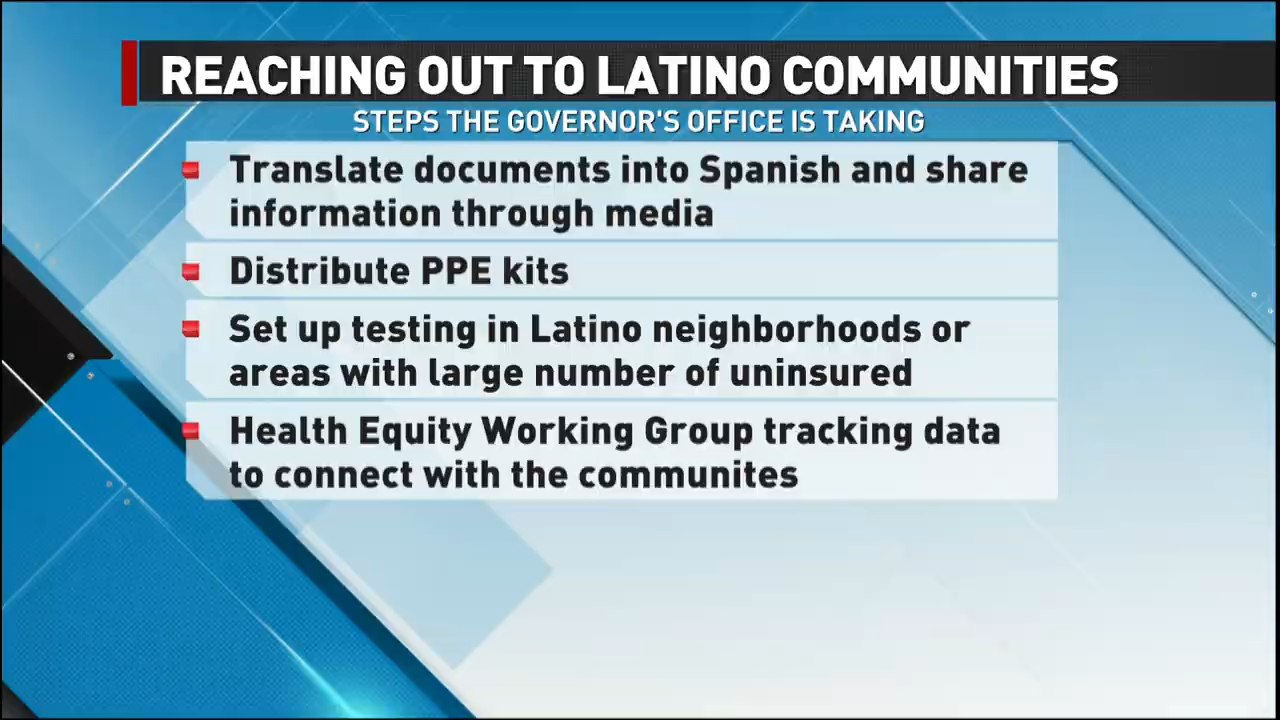 REACHING OUT TO LATINO COMMUNITIES
STEPS THE GOVERNOR'S OFFICE IS TAKING
Translate documents into Spanish and share
information through media
Distribute PPE kits
Set up testing in Latino neighborhoods or
areas with large number of uninsured
Health Equity Working Group tracking data
to connect with the communites